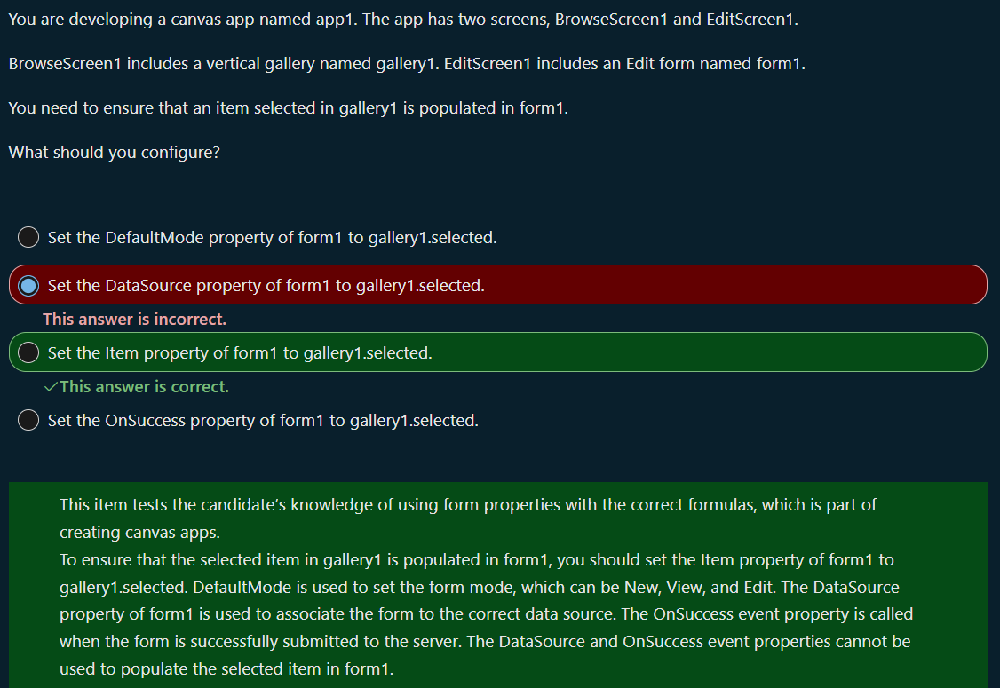 You are developing a canvas app named app1. The app has two screens, BrowseScreen1 and EditScreen1.
BrowseScreen1 includes a vertical gallery named gallery1. EditScreen1 includes an Edit form named form1.
You need to ensure that an item selected in gallery1 is populated in form1.
What should you configure?
Set the DefaultMode property of form1 to gallery1.selected.
Set the DataSource property of form1 to gallery1.selected.
This answer is incorrect.
Set the Item property of form1 to gallery1.selected.
✓This answer is correct.
Set the OnSuccess property of form1 to gallery1.selected.
This item tests the candidate’s knowledge of using form properties with the correct formulas, which is part of
creating canvas apps.
To ensure that the selected item in gallery1 is populated in form1, you should set the Item property of form1 to
gallery1.selected. DefaultMode is used to set the form mode, which can be New, View, and Edit. The DataSource
property of form1 is used to associate the form to the correct data source. The OnSuccess event property is called
when the form is successfully submitted to the server. The DataSource and OnSuccess event properties cannot be
used to populate the selected item in form1.